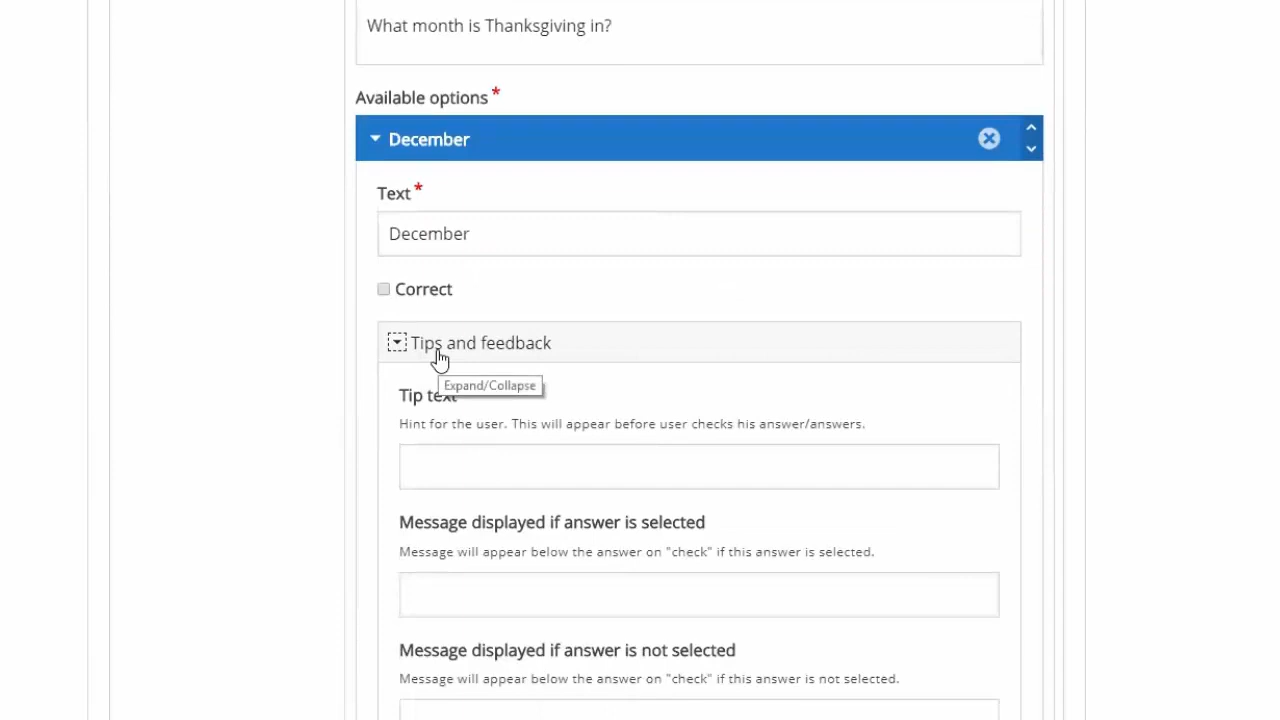 What month is Thanksgiving in?
Available options *
December
Text *
December
Correct
Tips and feedback
Expand/Collapse
Tip text
Hint for the user. This will appear before user checks his answer/answers.
Message displayed if answer is selected
Message will appear below the answer on "check" if this answer is selected.
Message displayed if answer is not selected
Message will appear below the answer on "check" if this answer is not selected.